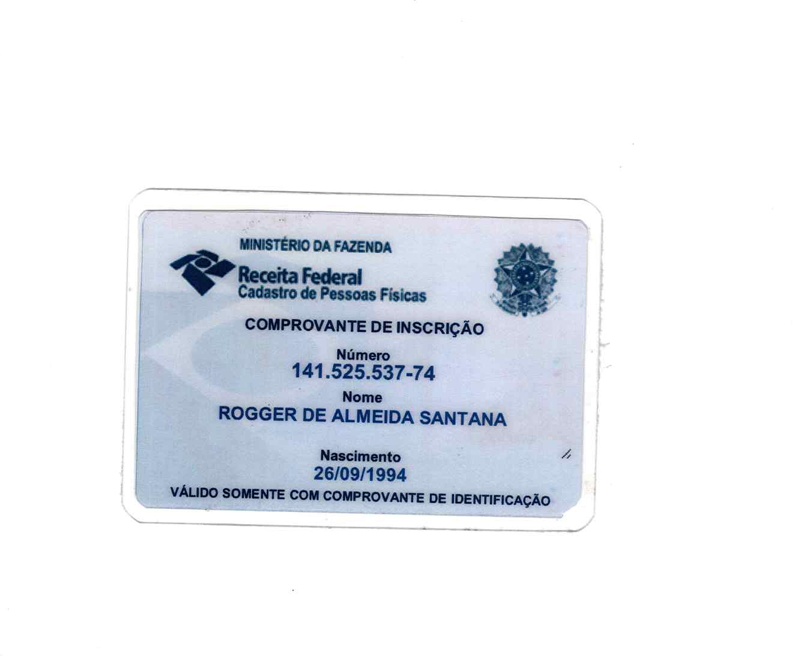 MINISTÉRIO DA FAZENDA
Receita Federal
Cadastro de Pessoas Físicas
COMPROVANTE DE INSCRIÇÃO
Número
141.525.537-74
Nome
ROGGER DE ALMEIDA SANTANA
Nascimento
26/09/1994
VÁLIDO SOMENTE COM COMPROVANTE DE IDENTIFICAÇÃO